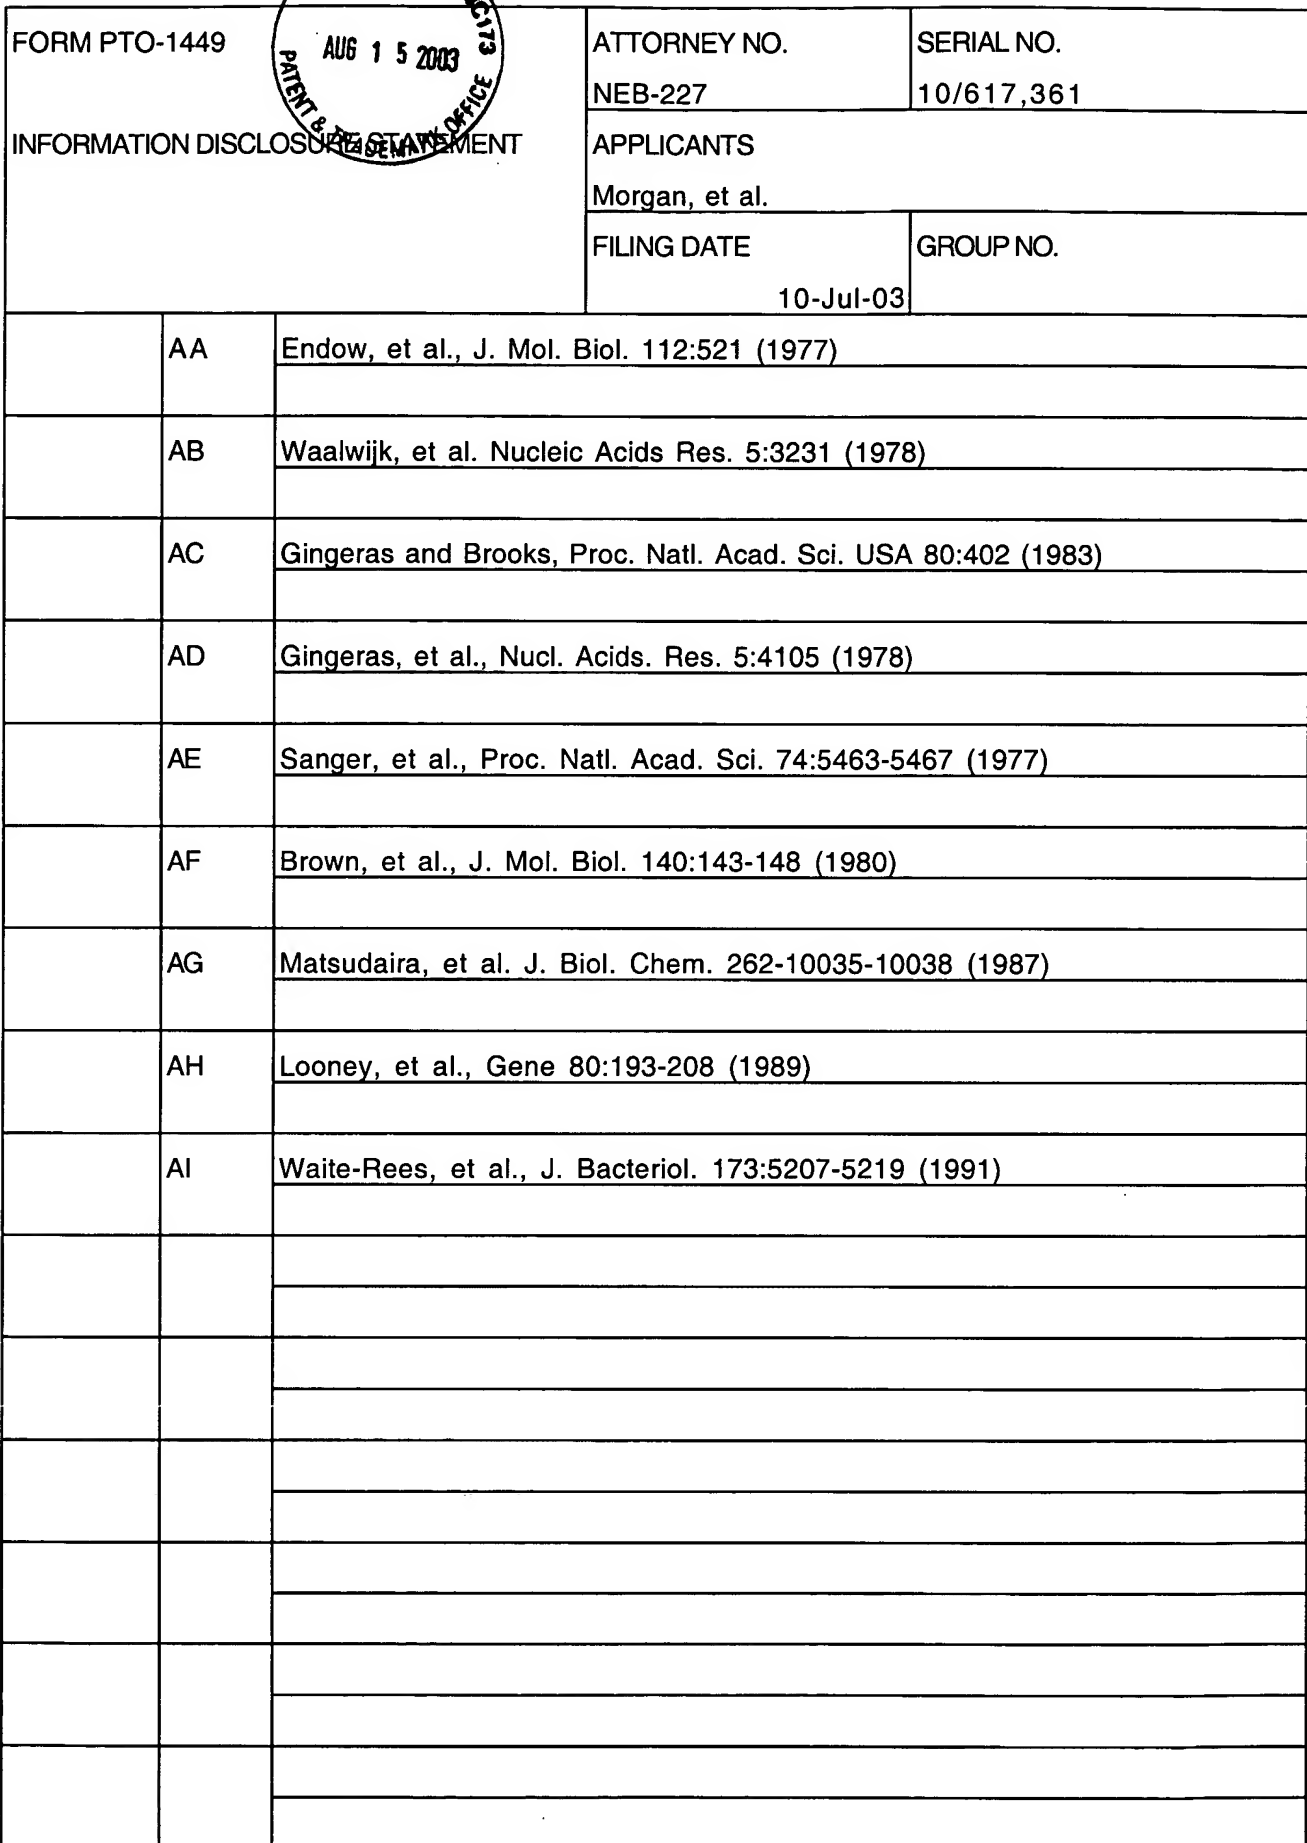 FORM PTO-1449
AUG 15 2003
PATENT & TRADEMARK OFFICE
INFORMATION DISCLOSURE STATEMENT
ATTORNEY NO.
NEB-227
SERIAL NO.
10/617,361
APPLICANTS
Morgan, et al.
FILING DATE
10-Jul-03
GROUP NO.
AA Endow, et al., J. Mol. Biol. 112:521 (1977)
AB Waalwijk, et al. Nucleic Acids Res. 5:3231 (1978)
AC Gingeras and Brooks, Proc. Natl. Acad. Sci. USA 80:402 (1983)
AD Gingeras, et al., Nucl. Acids. Res. 5:4105 (1978)
AE Sanger, et al., Proc. Natl. Acad. Sci. 74:5463-5467 (1977)
AF Brown, et al., J. Mol. Biol. 140:143-148 (1980)
AG Matsudaira, et al. J. Biol. Chem. 262-10035-10038 (1987)
AH Looney, et al., Gene 80:193-208 (1989)
AI Waite-Rees, et al., J. Bacteriol. 173:5207-5219 (1991)